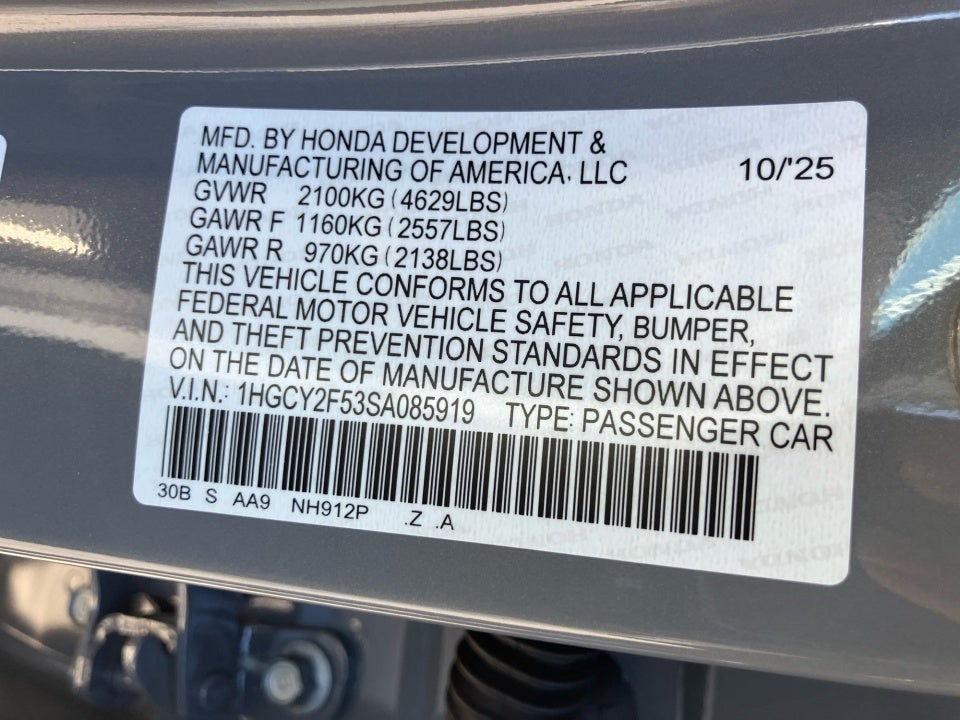 MFD. BY HONDA DEVELOPMENT &
MANUFACTURING OF AMERICA, LLC 10/'25
GVWR 2100KG (4629LBS)
GAWR F 1160KG (2557LBS)
GAWR R 970KG (2138LBS)
THIS VEHICLE CONFORMS TO ALL APPLICABLE
FEDERAL MOTOR VEHICLE SAFETY, BUMPER,
AND THEFT PREVENTION STANDARDS IN EFFECT
ON THE DATE OF MANUFACTURE SHOWN ABOVE.
V.I.N.: 1HGCY2F53SA085919 TYPE: PASSENGER CAR
30B S AA9 NH912P .Z .A